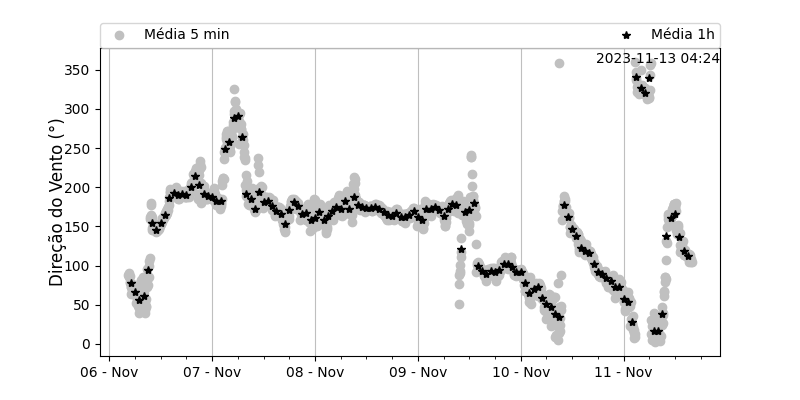 Média 5 min
Média 1h
2023-11-13 04:24
Direção do Vento (°)
350
300
250
200
150
100
50
0
06 - Nov
07 - Nov
08 - Nov
09 - Nov
10 - Nov
11 - Nov